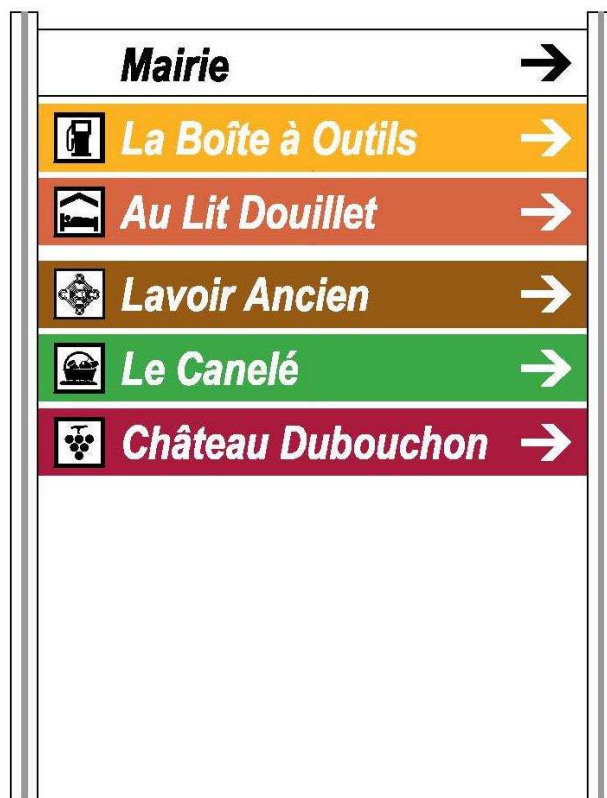 Mairie
La Boîte à Outils
Au Lit Douillet
Lavoir Ancien
Le Canelé
Château Dubouchon